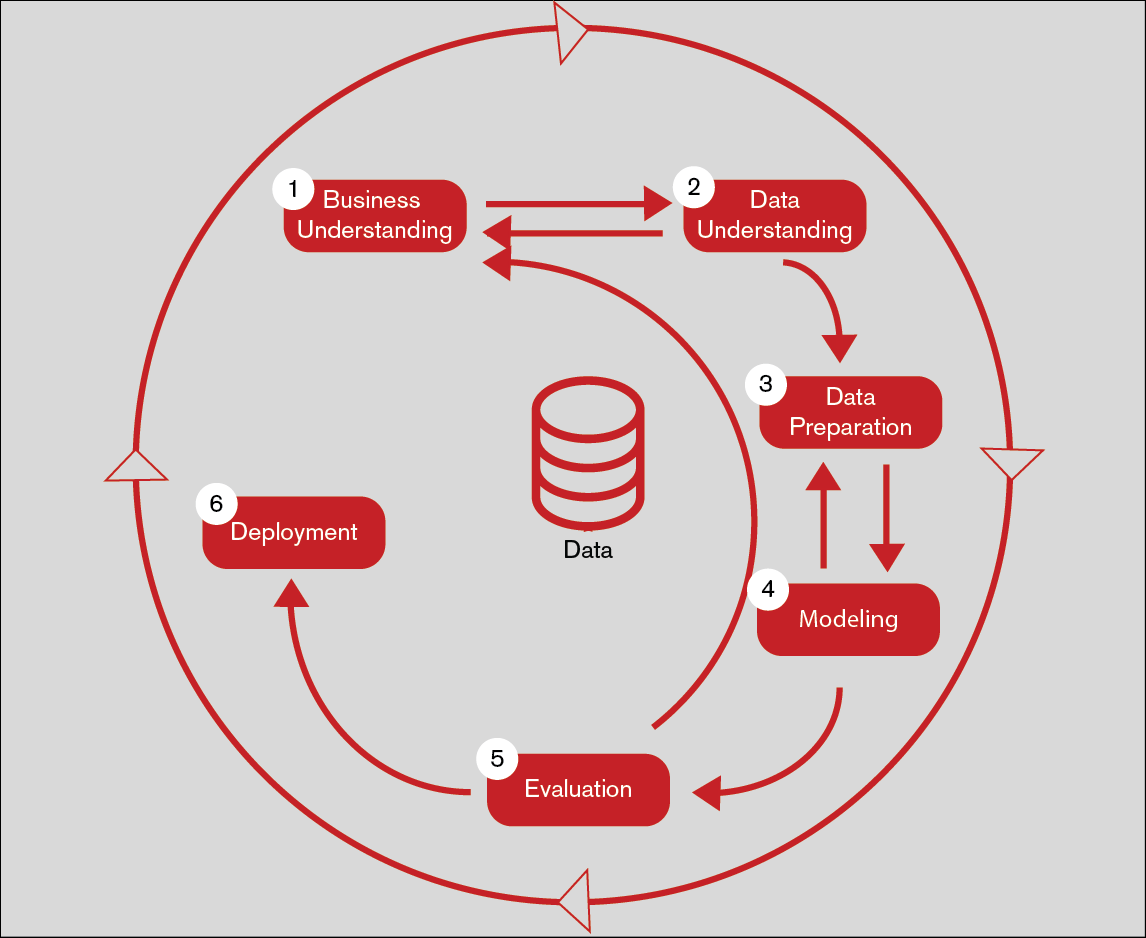 1
Business
Understanding
2
Data
Understanding
3
Data
Preparation
4
Modeling
5
Evaluation
6
Deployment
Data